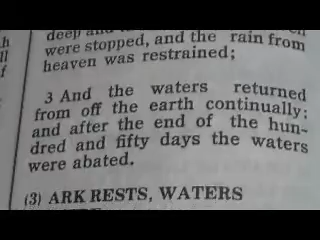 deep and
were stopped, and the rain from
heaven was restrained;
3 And the waters returned
from off the earth continually:
and after the end of the hun-
dred and fifty days the waters
were abated.
(3) ARK RESTS, WATERS